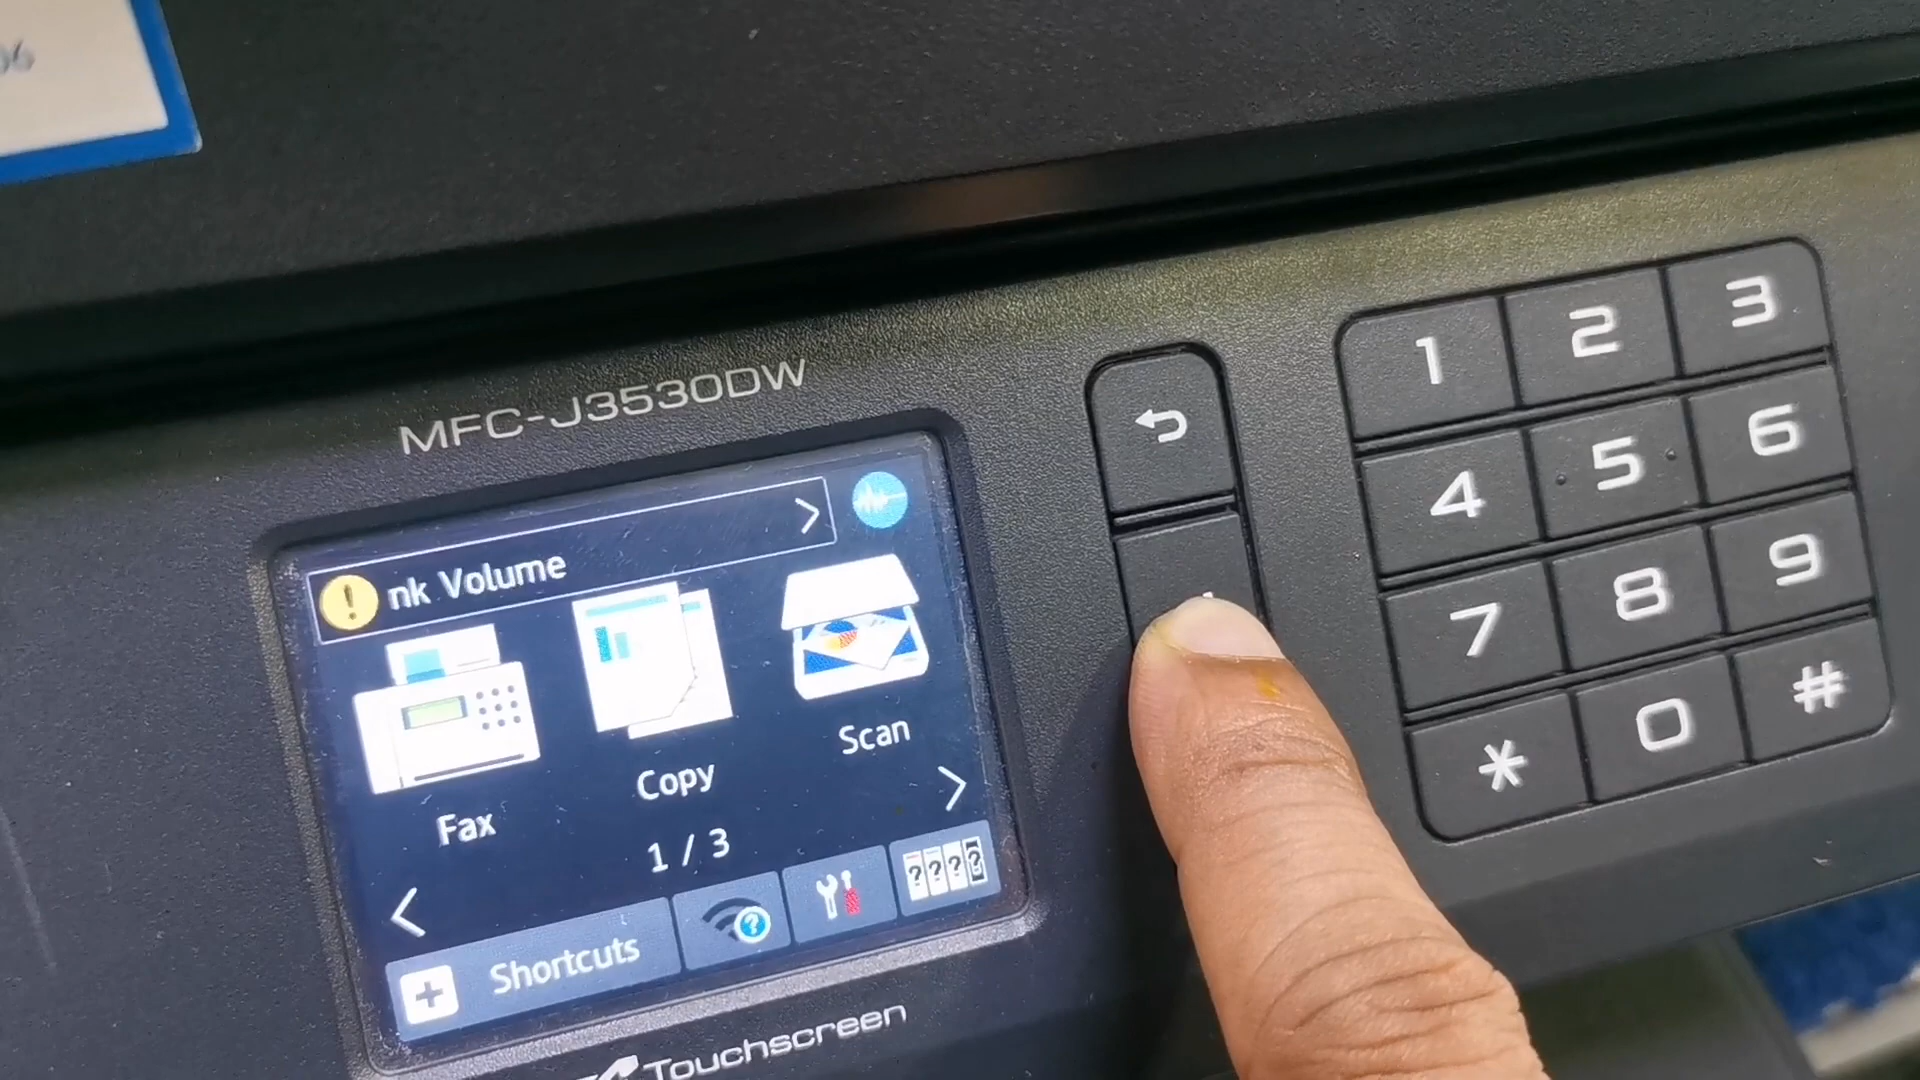 06
MFC-J3530DW
nk Volume
Fax
Copy
Scan
1 / 3
Shortcuts
Touchscreen
1 2 3
4 5 6
7 8 9
* 0 #
? ? ? ?
?